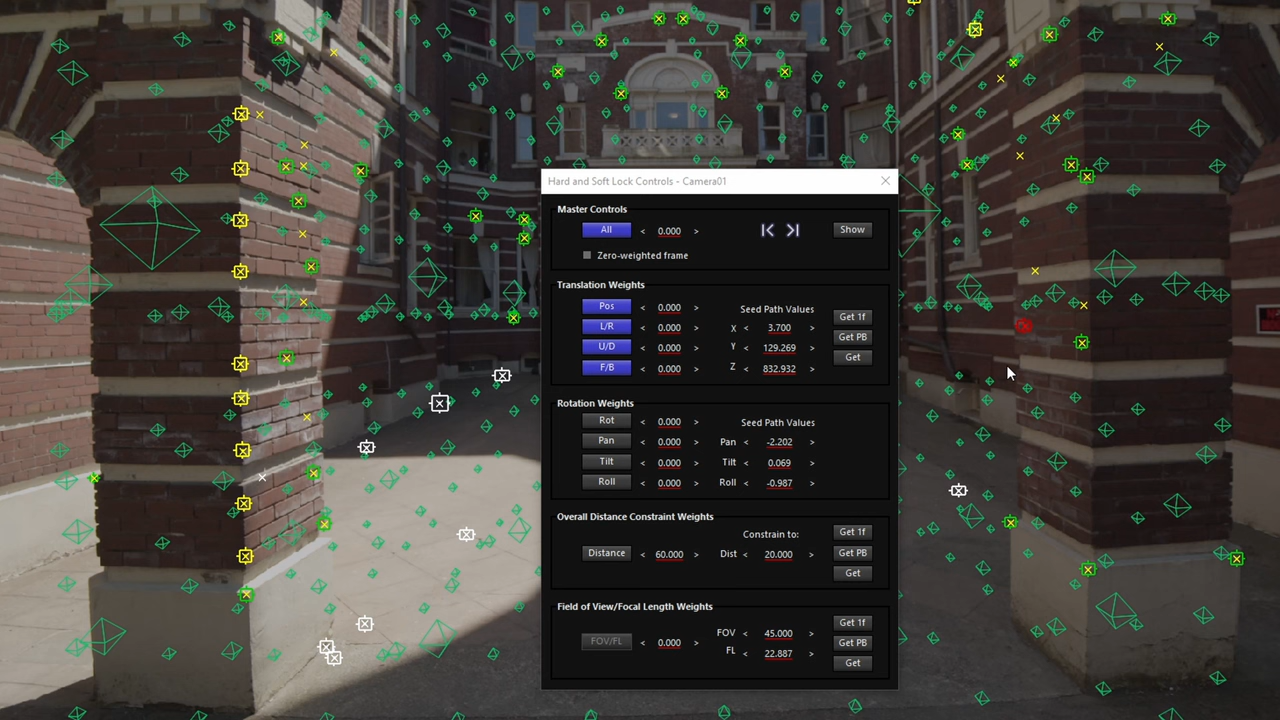 Hard and Soft Lock Controls - Camera01
Master Controls
All < 0.000 > Show
Zero-weighted frame
Translation Weights
Pos < 0.000 > Seed Path Values Get 1f
L/R < 0.000 > X < 3.700 > Get PB
U/D < 0.000 > Y < 129.269 > Get
F/B < 0.000 > Z < 832.932 >
Rotation Weights
Rot < 0.000 > Seed Path Values
Pan < 0.000 > Pan < -2.202 >
Tilt < 0.000 > Tilt < 0.069 >
Roll < 0.000 > Roll < -0.987 >
Overall Distance Constraint Weights
Constrain to: Get 1f
Distance < 60.000 > Dist < 20.000 > Get PB
Get
Field of View/Focal Length Weights
FOV/FL < 0.000 > FOV < 45.000 > Get 1f
FL < 22.887 > Get PB
Get